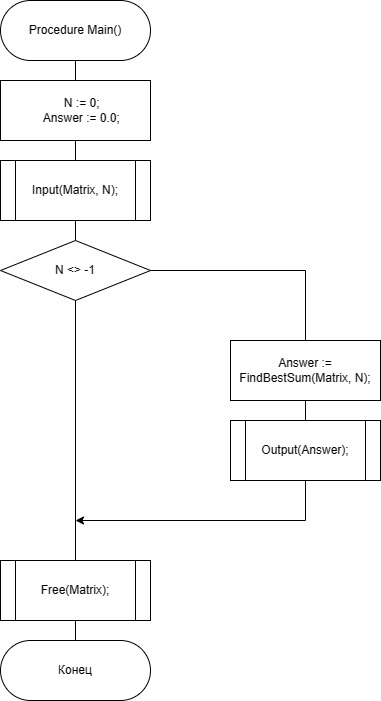 Procedure Main()
N := 0;
Answer := 0.0;
Input(Matrix, N);
N <> -1
Answer :=
FindBestSum(Matrix, N);
Output(Answer);
Free(Matrix);
Конец